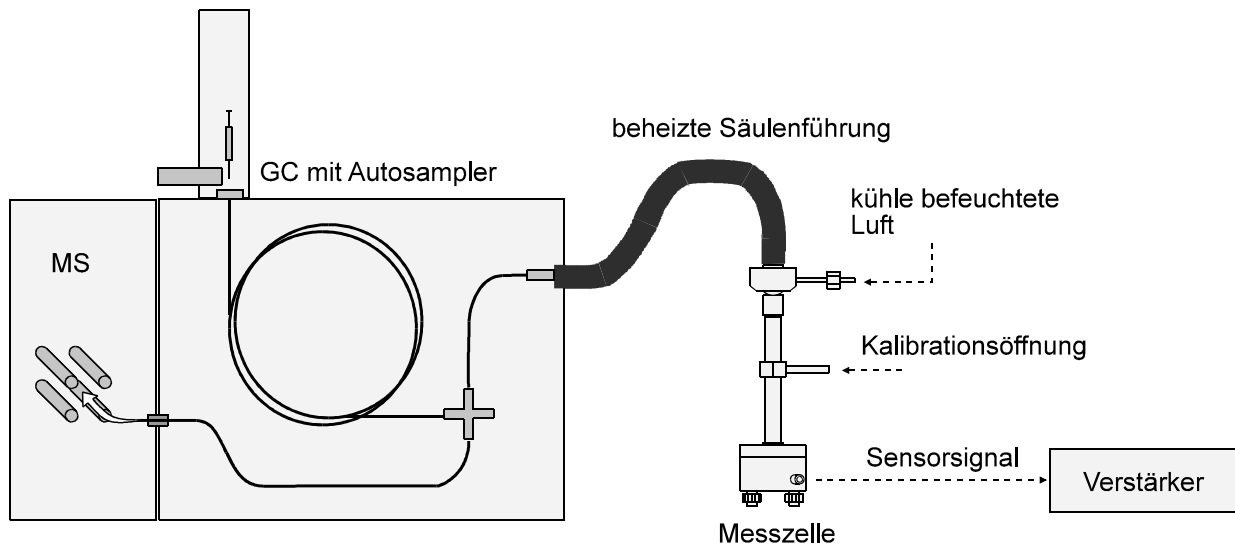 beheizte Säulenführung
GC mit Autosampler
kühle befeuchtete
Luft
MS
Kalibrationsöffnung
Sensorsignal
Verstärker
Messzelle